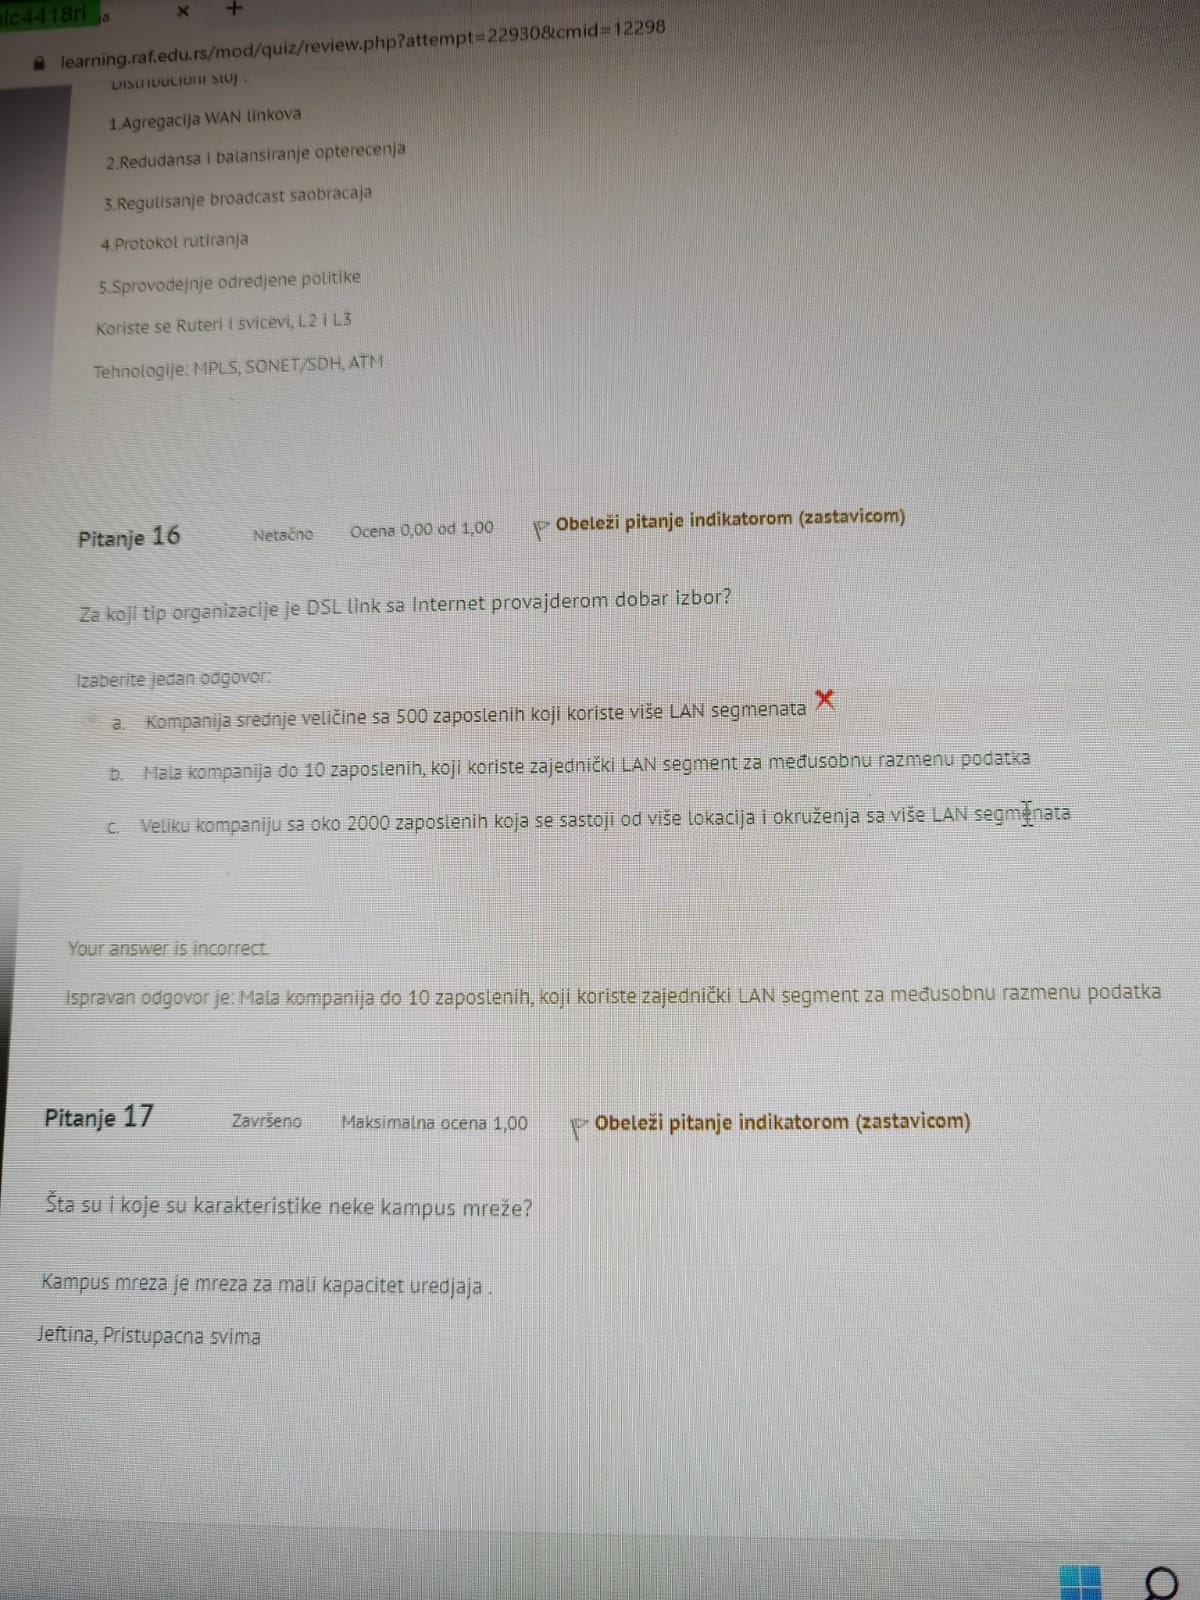 ic4418ri ja × +
learning.raf.edu.rs/mod/quiz/review.php?attempt=22930&cmid=12298
Distribucioni sloj :
1.Agregacija WAN linkova
2.Redudansa i balansiranje opterecenja
3.Regulisanje broadcast saobracaja
4.Protokol rutiranja
5.Sprovodejnje odredjene politike
Koriste se Ruteri i svicevi, L2 i L3
Tehnologije: MPLS, SONET/SDH, ATM
Pitanje 16 Netačno Ocena 0,00 od 1,00 Obeleži pitanje indikatorom (zastavicom)
Za koji tip organizacije je DSL link sa Internet provajderom dobar izbor?
Izaberite jedan odgovor:
a. Kompanija srednje veličine sa 500 zaposlenih koji koriste više LAN segmenata
b. Mala kompanija do 10 zaposlenih, koji koriste zajednički LAN segment za međusobnu razmenu podatka
c. Veliku kompaniju sa oko 2000 zaposlenih koja se sastoji od više lokacija i okruženja sa više LAN segmenata
Your answer is incorrect.
Ispravan odgovor je: Mala kompanija do 10 zaposlenih, koji koriste zajednički LAN segment za međusobnu razmenu podatka
Pitanje 17 Završeno Maksimalna ocena 1,00 Obeleži pitanje indikatorom (zastavicom)
Šta su i koje su karakteristike neke kampus mreže?
Kampus mreza je mreza za mali kapacitet uredjaja .
Jeftina, Pristupacna svima